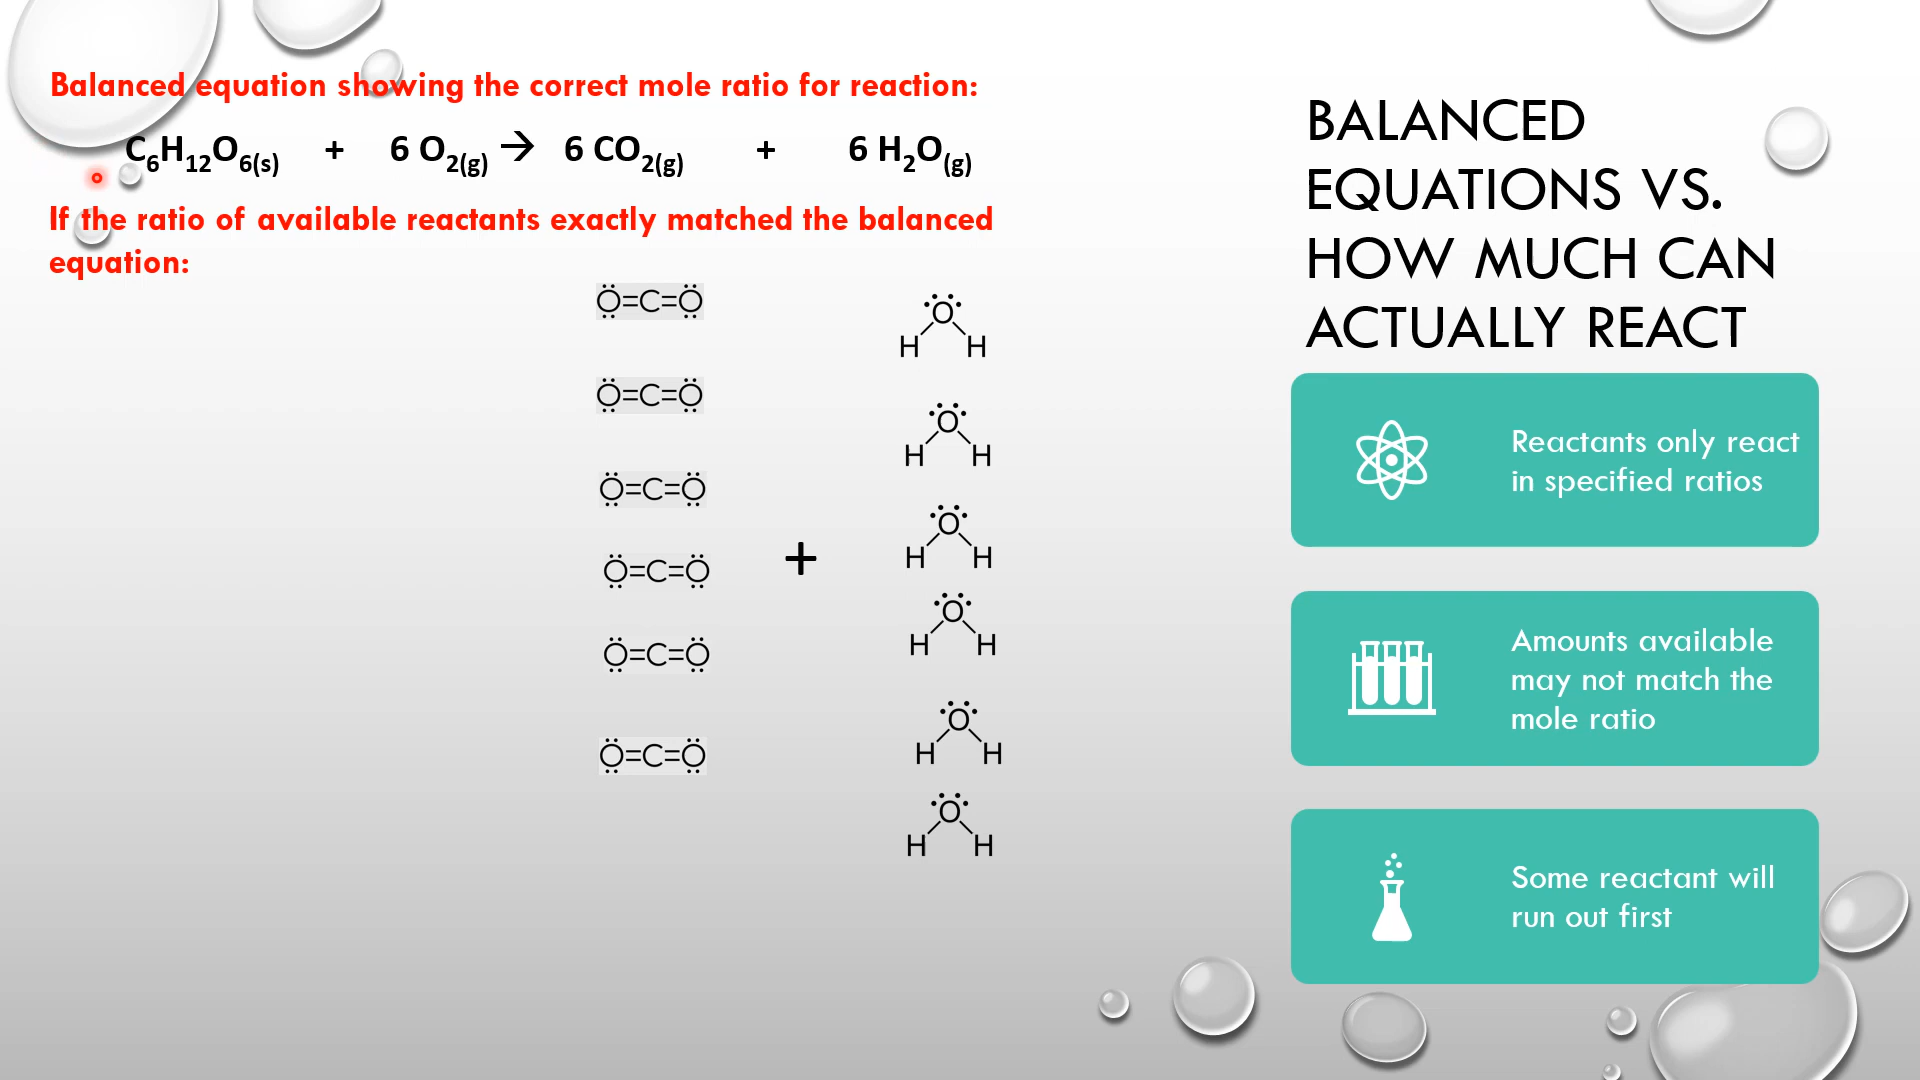 Balanced equation showing the correct mole ratio for reaction:
C₆H₁₂O₆₍ₛ₎ + 6 O₂(g) → 6 CO₂(g) + 6 H₂O(g)
If the ratio of available reactants exactly matched the balanced
equation:
O=C=O
O=C=O
O=C=O
O=C=O
O=C=O
O=C=O
+
O
H H
O
H H
O
H H
O
H H
O
H H
O
H H
BALANCED
EQUATIONS VS.
HOW MUCH CAN
ACTUALLY REACT
Reactants only react
in specified ratios
Amounts available
may not match the
mole ratio
Some reactant will
run out first